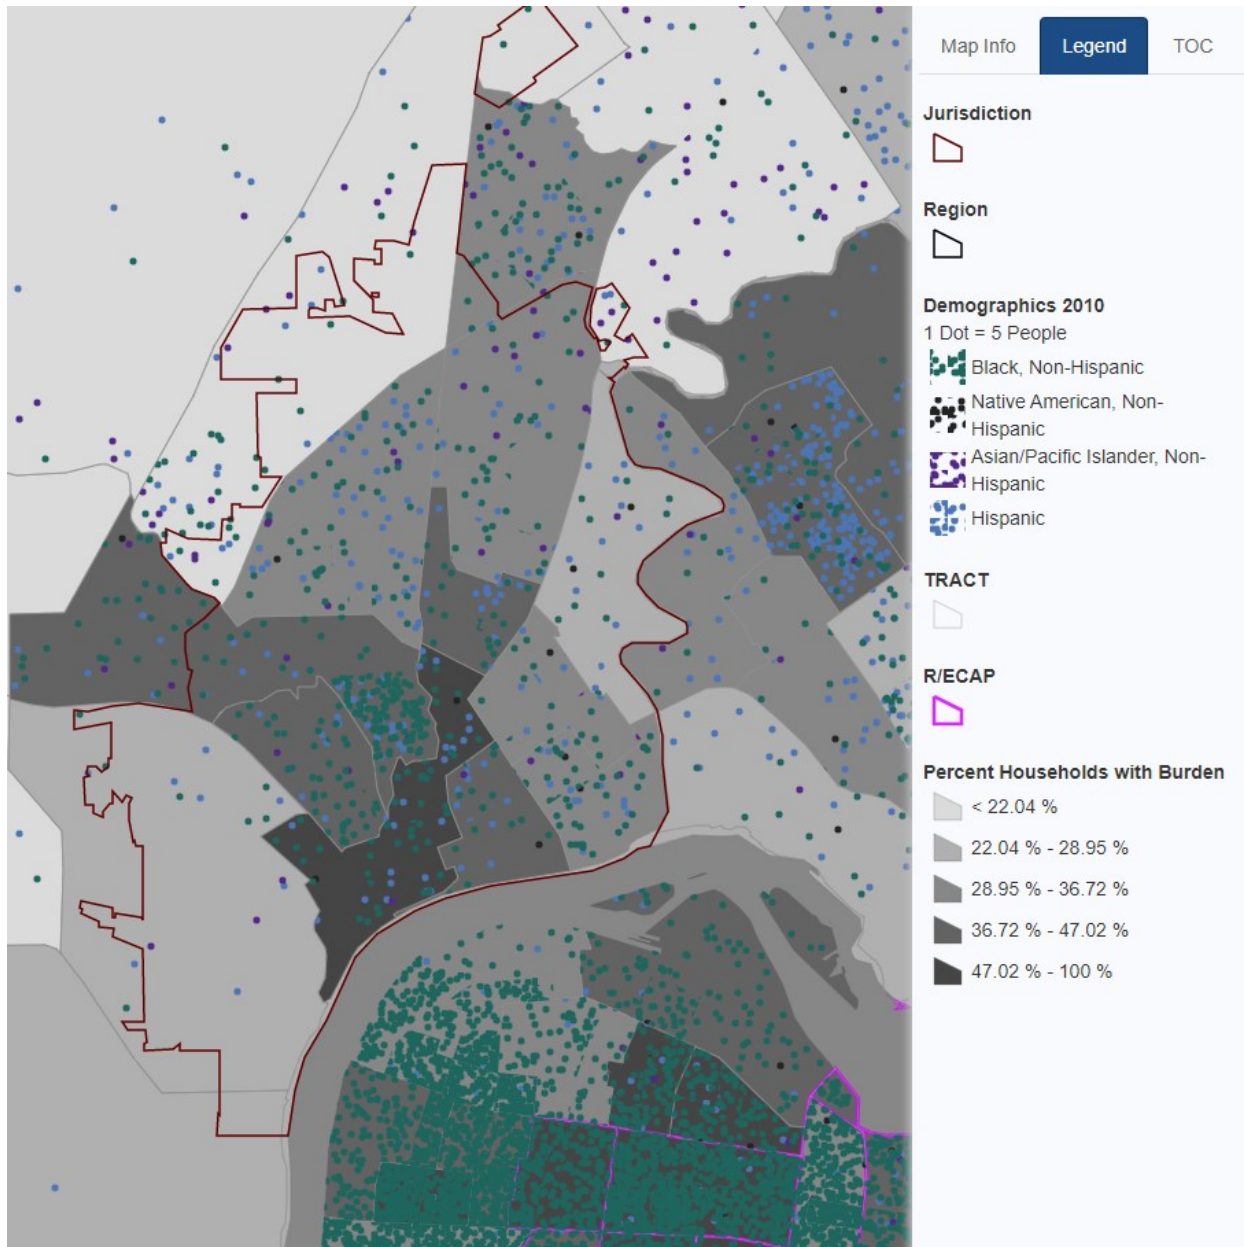 Map Info Legend TOC
Jurisdiction
Region
Demographics 2010
1 Dot = 5 People
Black, Non-Hispanic
Native American, Non-
Hispanic
Asian/Pacific Islander, Non-
Hispanic
Hispanic
TRACT
R/ECAP
Percent Households with Burden
< 22.04 %
22.04 % - 28.95 %
28.95 % - 36.72 %
36.72 % - 47.02 %
47.02 % - 100 %